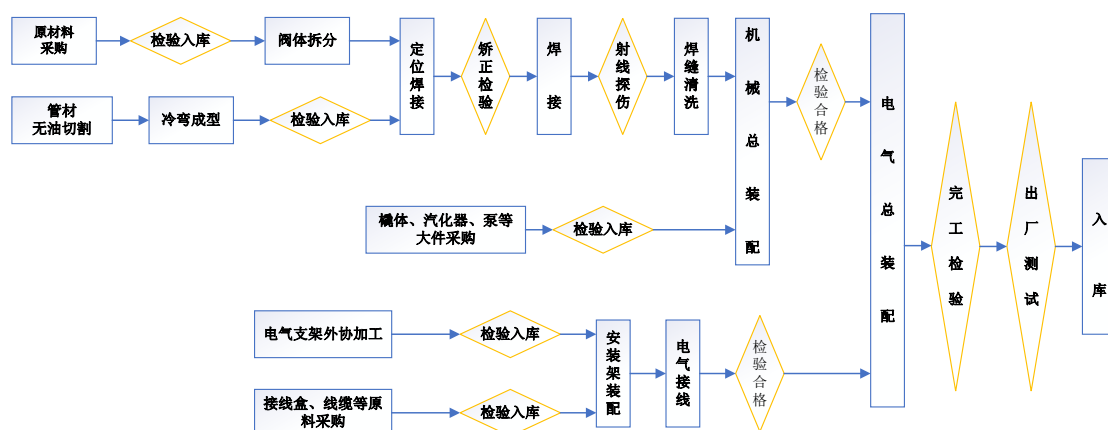 原材料
采购
检验入库
阀体拆分
管材
无油切割
冷弯成型
检验入库
定位焊接
矫正检验
焊接
射线探伤
焊缝清洗
机械总装配
检验合格
橇体、汽化器、泵等
大件采购
检验入库
电气支架外协加工
检验入库
接线盒、线缆等原
料采购
检验入库
安装架装配
电气接线
检验合格
电气总装配
完工检验
出厂测试
入库